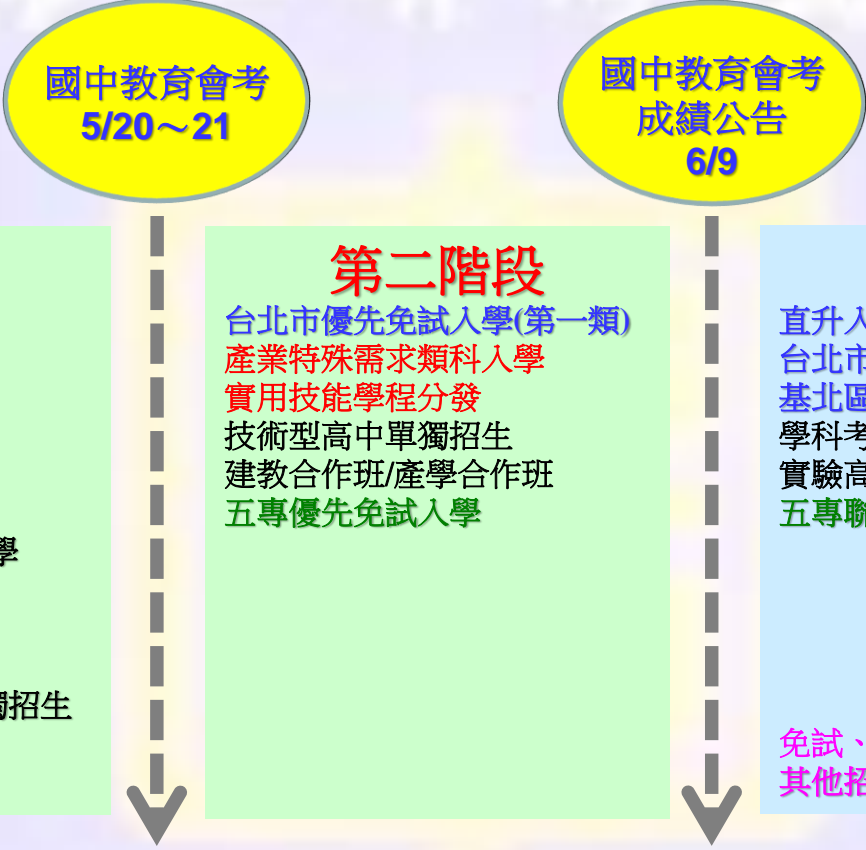 國中教育會考
5/20～21
國中教育會考
成績公告
6/9
學
招生
第二階段
台北市優先免試入學(第一類)
產業特殊需求類科入學
實用技能學程分發
技術型高中單獨招生
建教合作班/產學合作班
五專優先免試入學
直升入
台北市
基北區
學科考
實驗高
五專聯
免試、
其他招